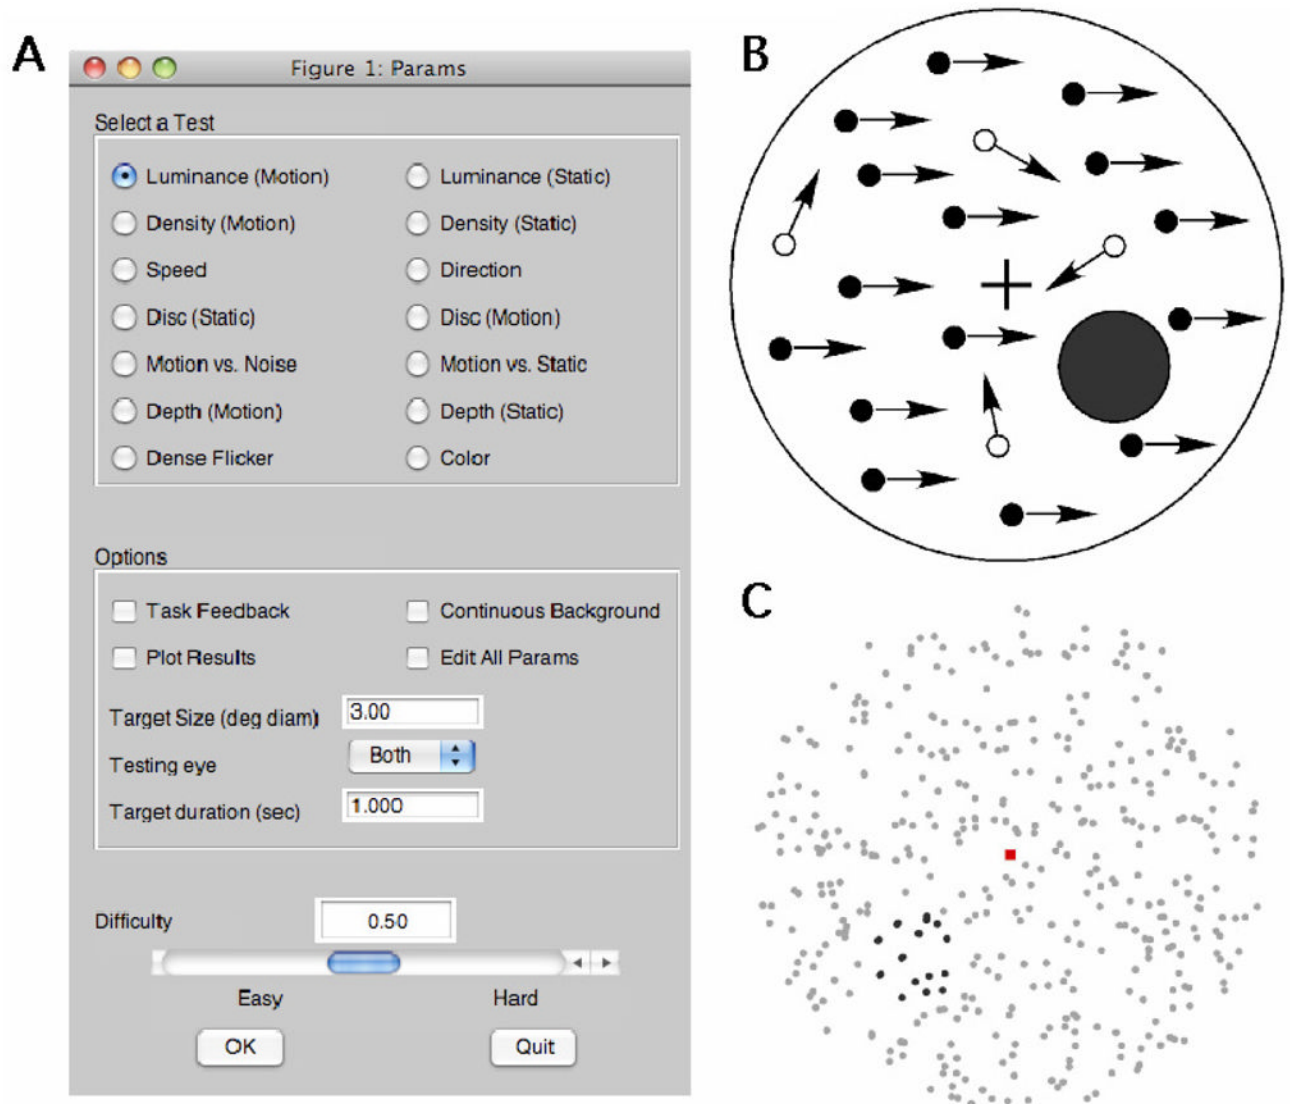 A
Figure 1: Params
Select a Test
Luminance (Motion) Luminance (Static)
Density (Motion) Density (Static)
Speed Direction
Disc (Static) Disc (Motion)
Motion vs. Noise Motion vs. Static
Depth (Motion) Depth (Static)
Dense Flicker Color
Options
Task Feedback Continuous Background
Plot Results Edit All Params
Target Size (deg diam) 3.00
Testing eye Both
Target duration (sec) 1.000
Difficulty 0.50
Easy Hard
OK Quit
B
C